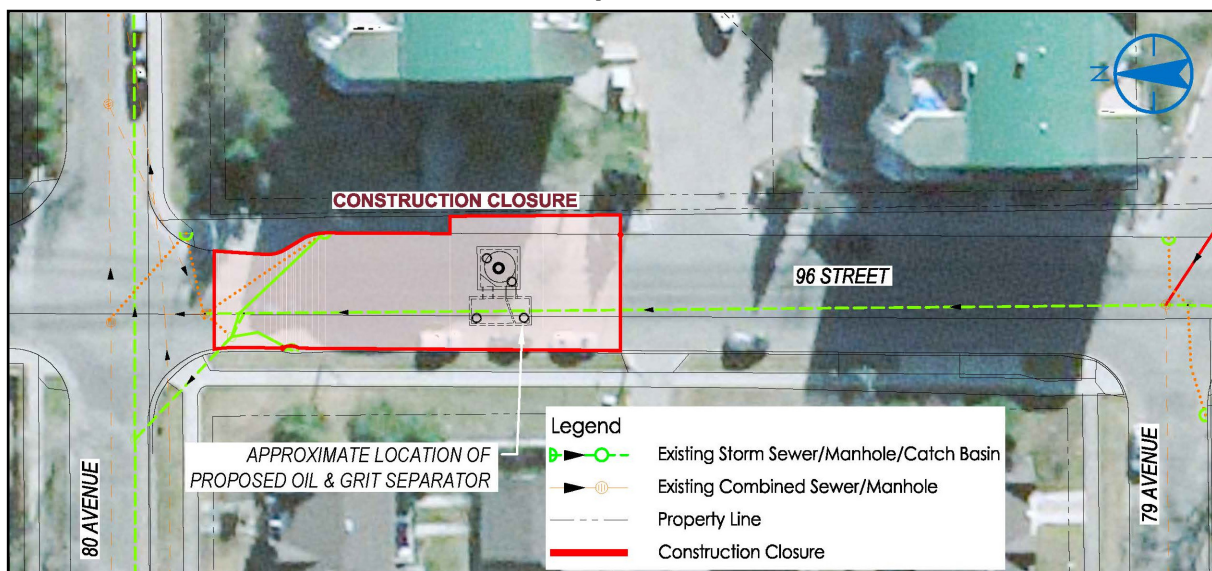 N
CONSTRUCTION CLOSURE
96 STREET
APPROXIMATE LOCATION OF
PROPOSED OIL & GRIT SEPARATOR
80 AVENUE
79 AVENUE
Legend
Existing Storm Sewer/Manhole/Catch Basin
Existing Combined Sewer/Manhole
Property Line
Construction Closure